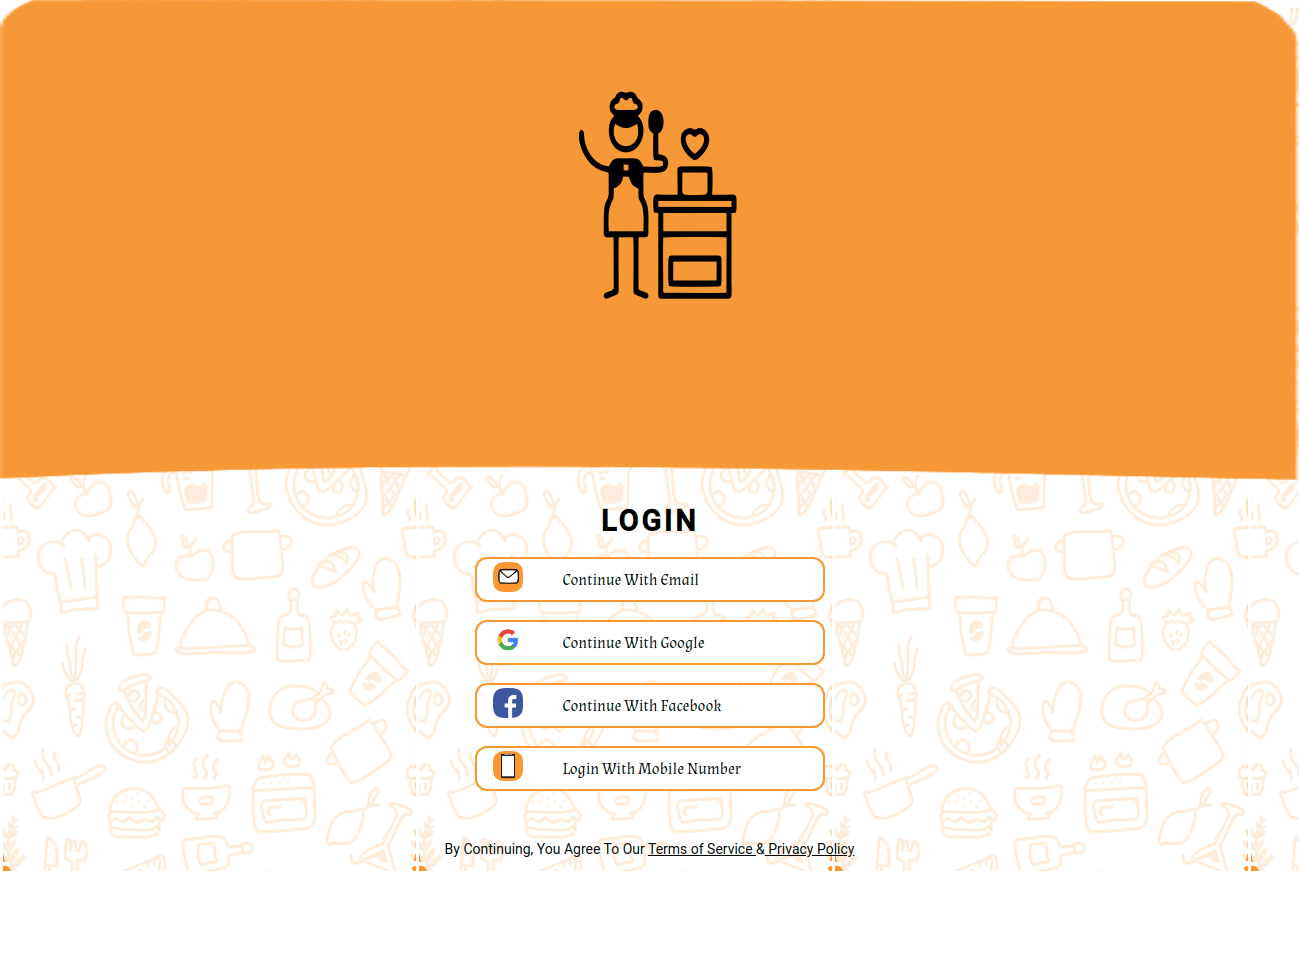 LOGIN
Continue With Email
Continue With Google
Continue With Facebook
Login With Mobile Number
By Continuing, You Agree To Our Terms of Service & Privacy Policy